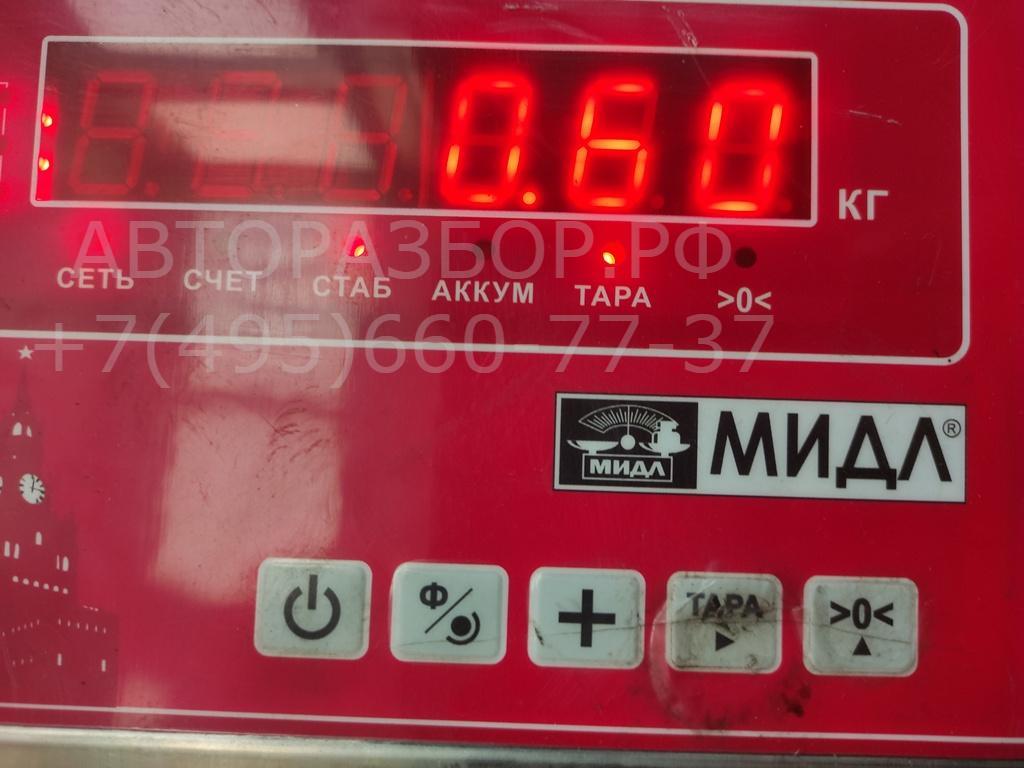 0.60
КГ
АВТОРАЗБОР.РФ
СЕТЬ СЧЕТ СТАБ АККУМ ТАРА >0<
+7(495)660-77-37
МИДЛ МИДЛ®
Ф ТАРА >0<